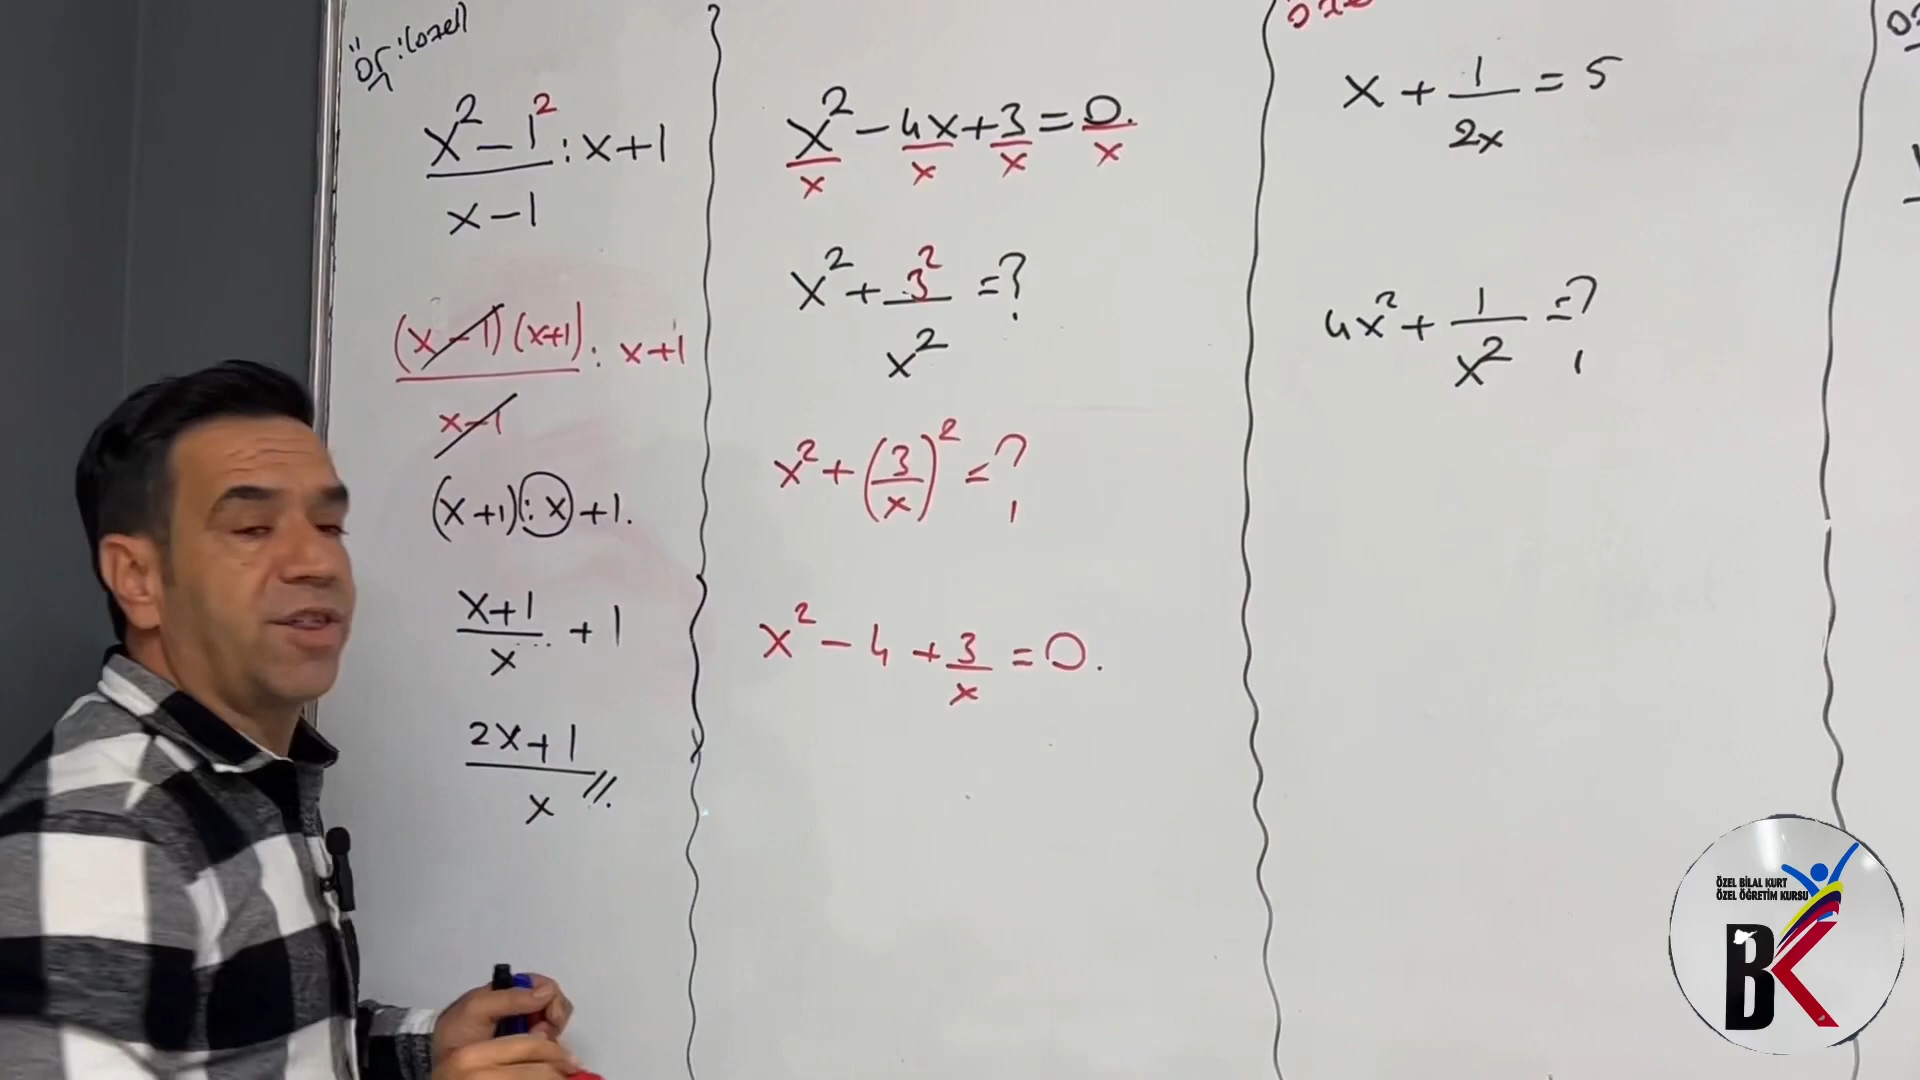 ör: (özel)
x² - 1² / x - 1 : x + 1
(x - 1)(x + 1) / x - 1 : x + 1
(x + 1) : x + 1.
x + 1 / x + 1
2x + 1 / x //.
x²/x - 4x/x + 3/x = 0./x
x² + 3²/x² = ?
x² + (3/x)² = ?
x² - 4 + 3/x = 0.
x + 1/2x = 5
4x² + 1/x² = ?
ÖZEL BİLAL KURT
ÖZEL ÖĞRETİM KURSU
BK